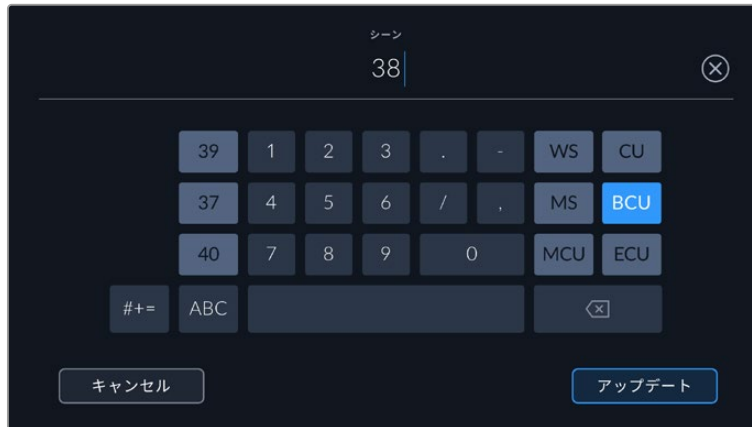 シーン
38
39 1 2 3 . - WS CU
37 4 5 6 / , MS BCU
40 7 8 9 0 MCU ECU
#+= ABC
キャンセル アップデート